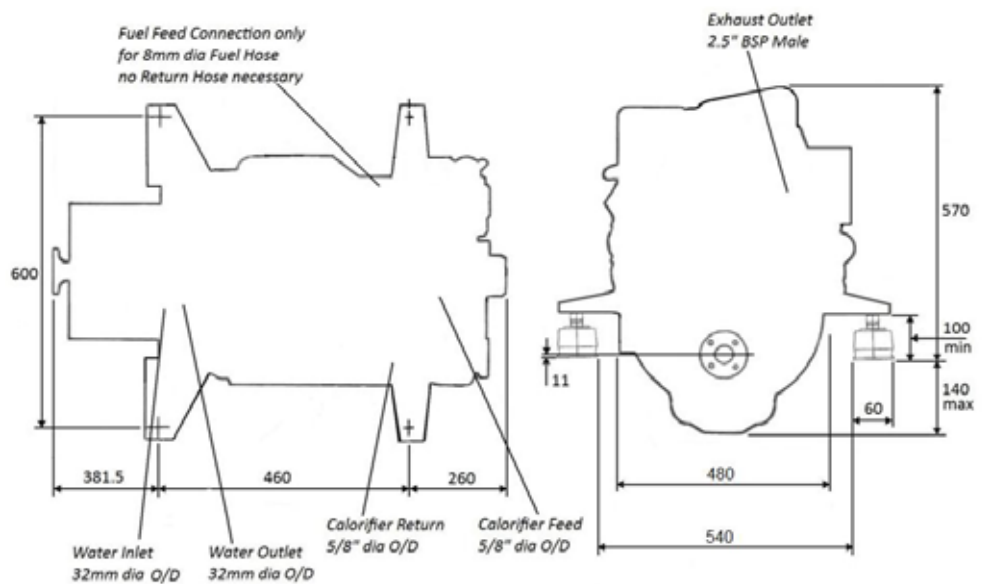 Fuel Feed Connection only
for 8mm dia Fuel Hose
no Return Hose necessary
Exhaust Outlet
2.5" BSP Male
600
570
100
min
11
140
max
60
381.5
460
260
480
540
Calorifier Return
5/8" dia O/D
Calorifier Feed
5/8" dia O/D
Water Inlet
32mm dia O/D
Water Outlet
32mm dia O/D